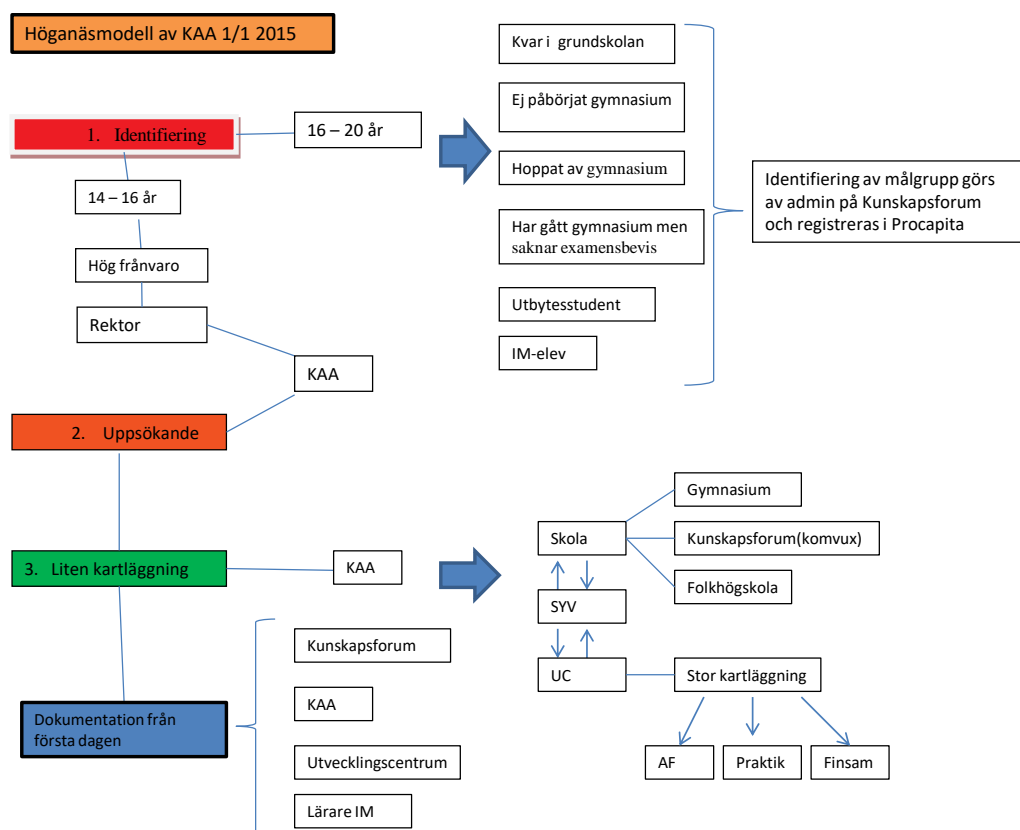 Höganäsmodell av KAA 1/1 2015
Kvar i grundskolan
Ej påbörjat gymnasium
1. Identifiering
16 – 20 år
Hoppat av gymnasium
14 – 16 år
Identifiering av målgrupp görs
av admin på Kunskapsforum
och registreras i Procapita
Har gått gymnasium men
saknar examensbevis
Hög frånvaro
Utbytesstudent
Rektor
IM-elev
KAA
2. Uppsökande
Gymnasium
Skola
Kunskapsforum(komvux)
3. Liten kartläggning
KAA
Folkhögskola
SYV
Kunskapsforum
UC
Stor kartläggning
KAA
Dokumentation från
första dagen
Utvecklingscentrum
AF
Praktik
Finsam
Lärare IM